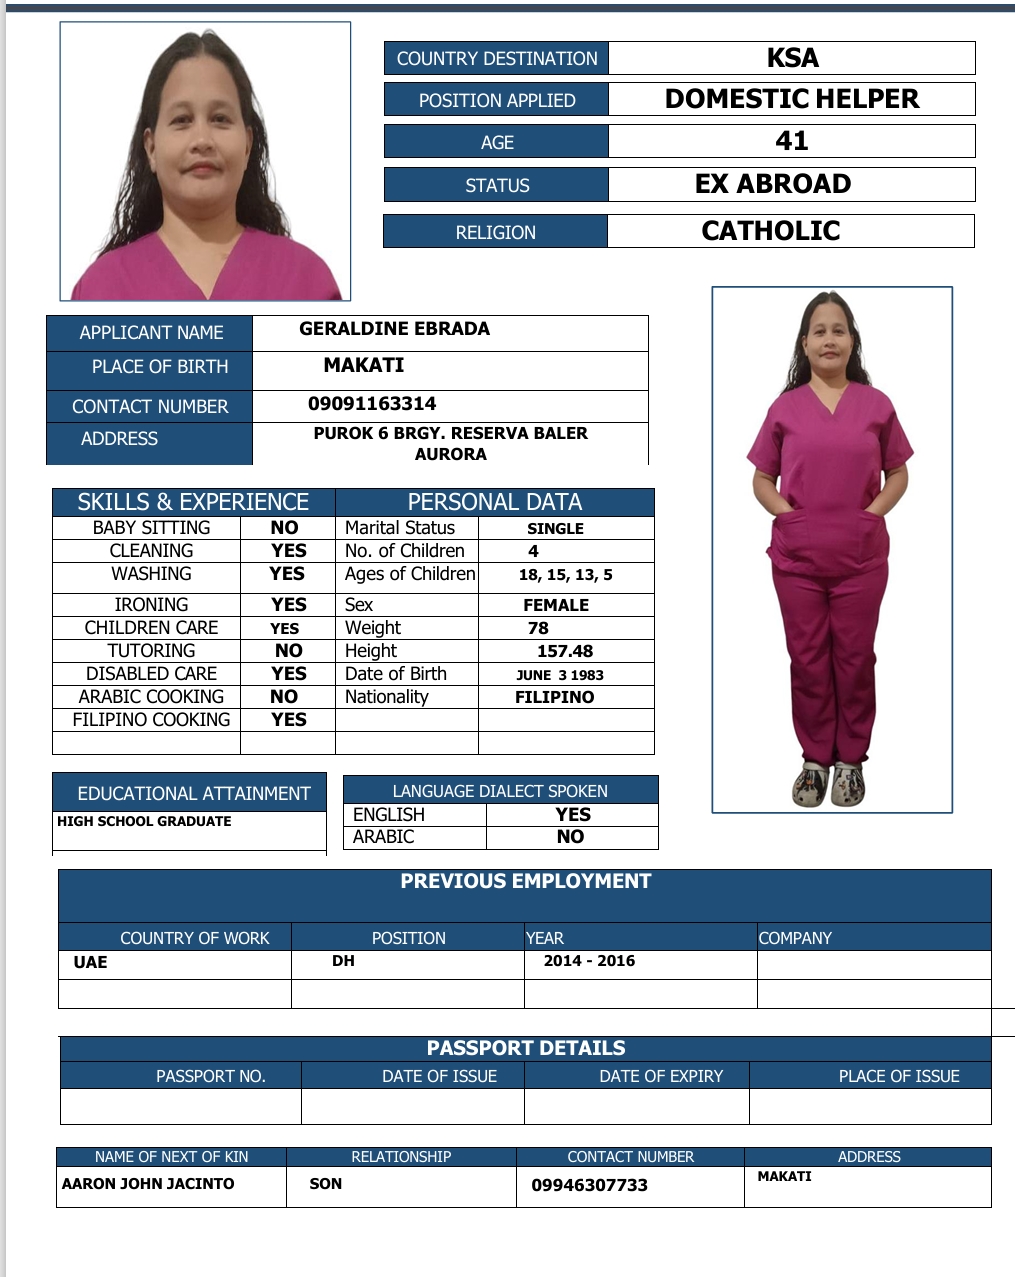 COUNTRY DESTINATION KSA
POSITION APPLIED DOMESTIC HELPER
AGE 41
STATUS EX ABROAD
RELIGION CATHOLIC
APPLICANT NAME GERALDINE EBRADA
PLACE OF BIRTH MAKATI
CONTACT NUMBER 09091163314
ADDRESS PUROK 6 BRGY. RESERVA BALER
AURORA
SKILLS & EXPERIENCE PERSONAL DATA
BABY SITTING NO Marital Status SINGLE
CLEANING YES No. of Children 4
WASHING YES Ages of Children 18, 15, 13, 5
IRONING YES Sex FEMALE
CHILDREN CARE YES Weight 78
TUTORING NO Height 157.48
DISABLED CARE YES Date of Birth JUNE 3 1983
ARABIC COOKING NO Nationality FILIPINO
FILIPINO COOKING YES
EDUCATIONAL ATTAINMENT
HIGH SCHOOL GRADUATE
LANGUAGE DIALECT SPOKEN
ENGLISH YES
ARABIC NO
PREVIOUS EMPLOYMENT
COUNTRY OF WORK POSITION YEAR COMPANY
UAE DH 2014 - 2016
PASSPORT DETAILS
PASSPORT NO. DATE OF ISSUE DATE OF EXPIRY PLACE OF ISSUE
NAME OF NEXT OF KIN RELATIONSHIP CONTACT NUMBER ADDRESS
AARON JOHN JACINTO SON 09946307733 MAKATI